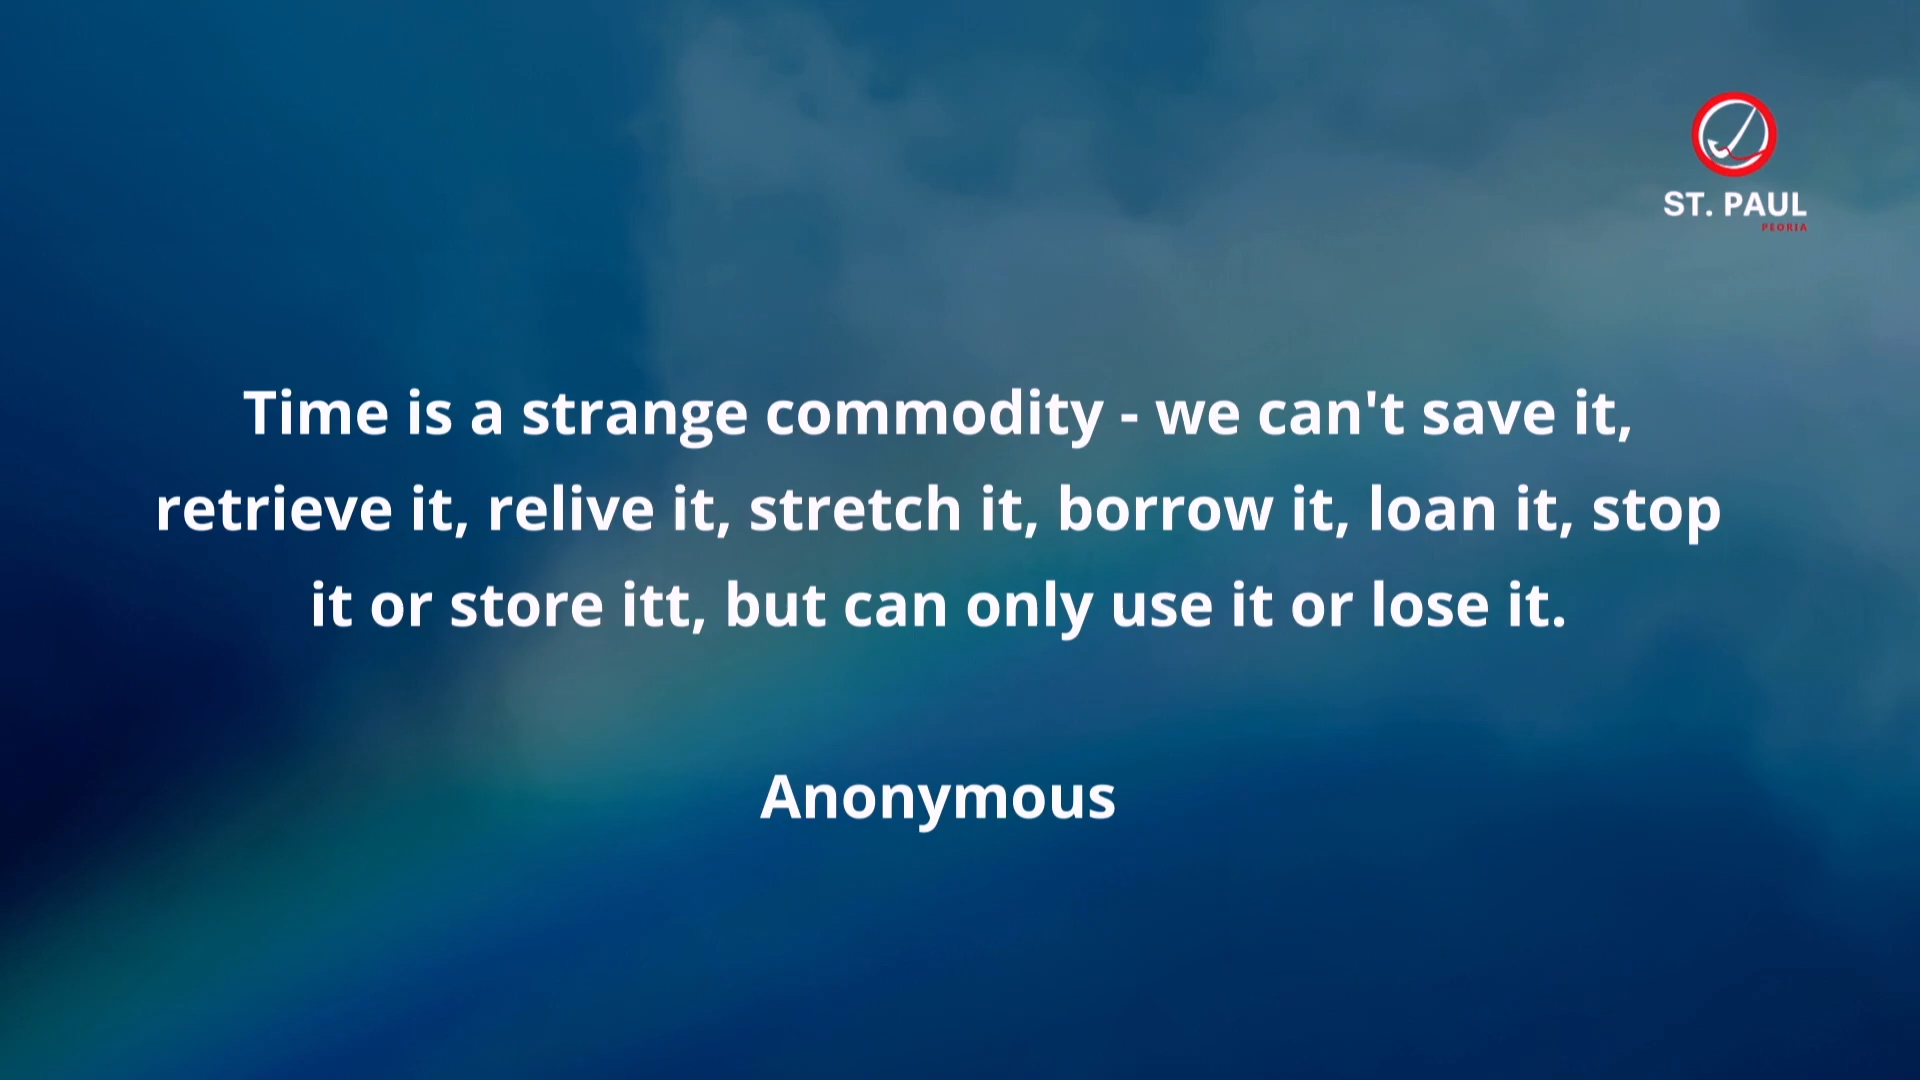 ST. PAUL
PEORIA
Time is a strange commodity - we can't save it,
retrieve it, relive it, stretch it, borrow it, loan it, stop
it or store itt, but can only use it or lose it.
Anonymous